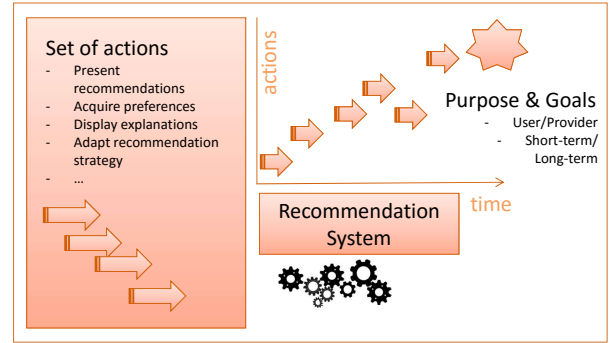 Set of actions
- Present
recommendations
- Acquire preferences
- Display explanations
- Adapt recommendation
strategy
- ...
actions
Purpose & Goals
- User/Provider
- Short-term/
Long-term
time
Recommendation
System